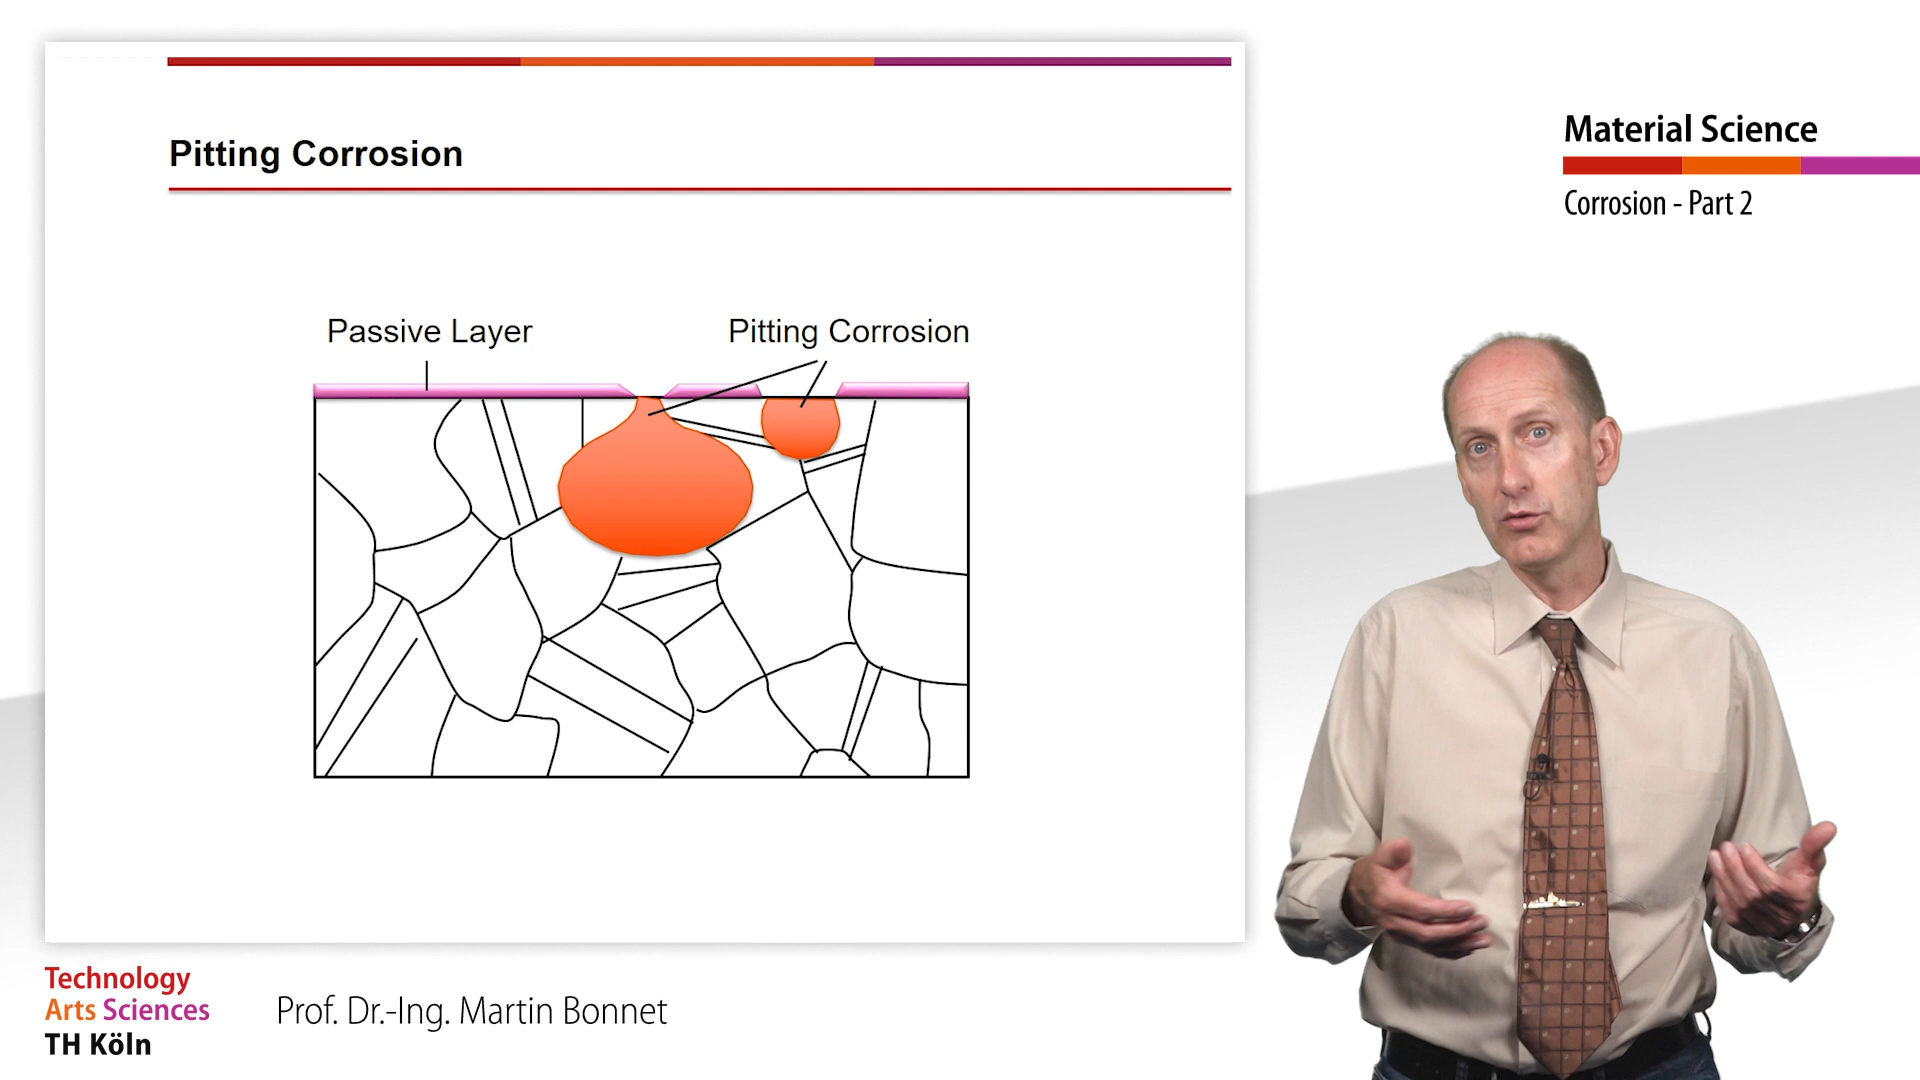 Pitting Corrosion
Passive Layer
Pitting Corrosion
Material Science
Corrosion - Part 2
Technology
Arts Sciences
TH Köln
Prof. Dr.-Ing. Martin Bonnet